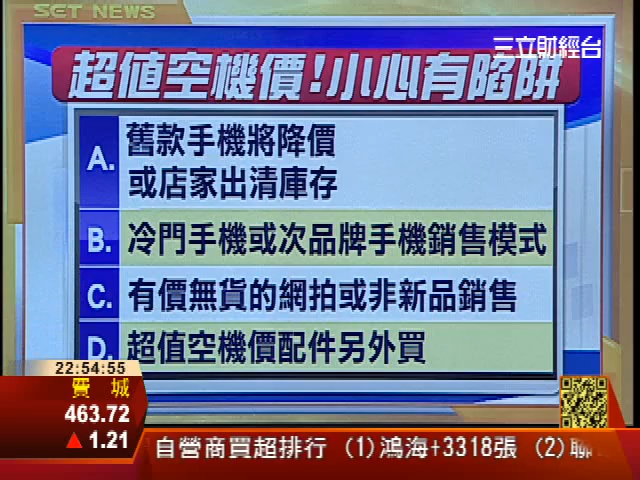 SET NEWS
三立財經台
超值空機價!小心有陷阱
A. 舊款手機將降價
或店家出清庫存
B. 冷門手機或次品牌手機銷售模式
C. 有價無貨的網拍或非新品銷售
D. 超值空機價配件另外買
22:54:55
寶 城
463.72
▲1.21
自營商買超排行 (1)鴻海+3318張 (2)聯